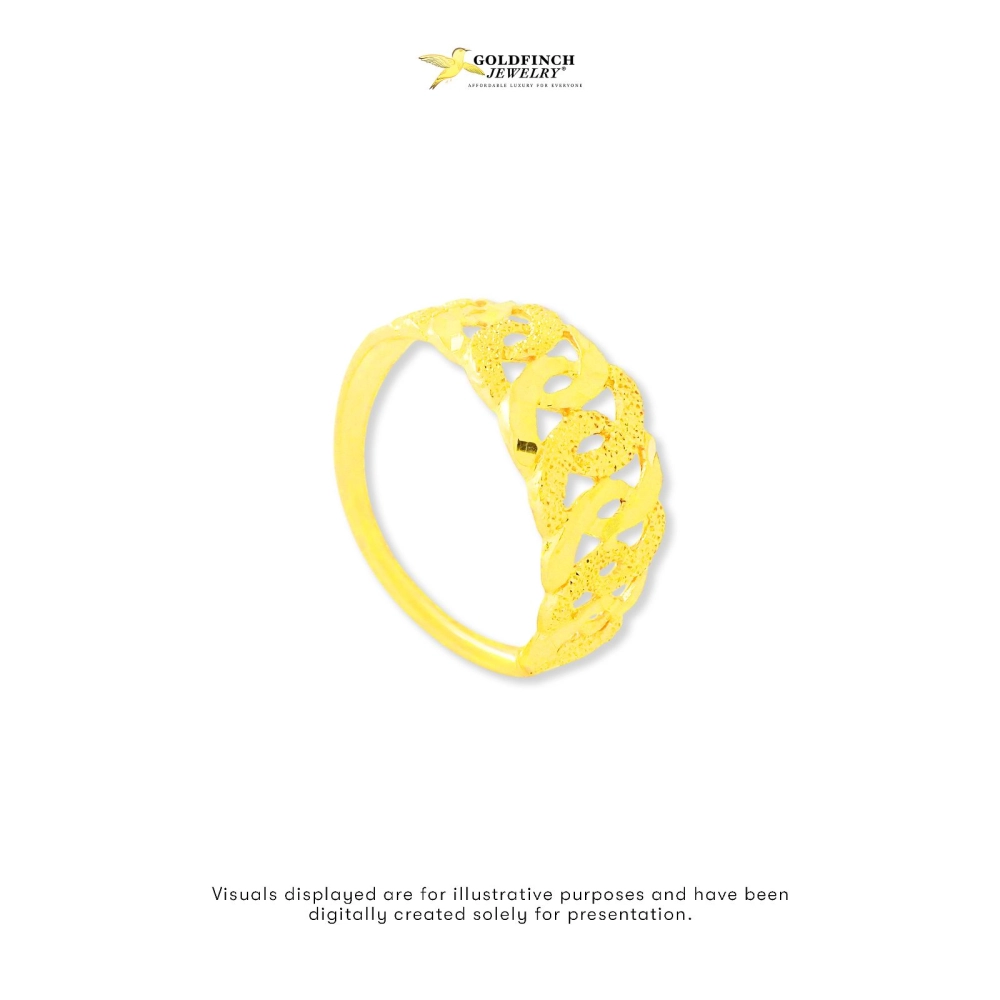 GOLDFINCH
JEWELRY®
AFFORDABLE LUXURY FOR EVERYONE
Visuals displayed are for illustrative purposes and have been
digitally created solely for presentation.